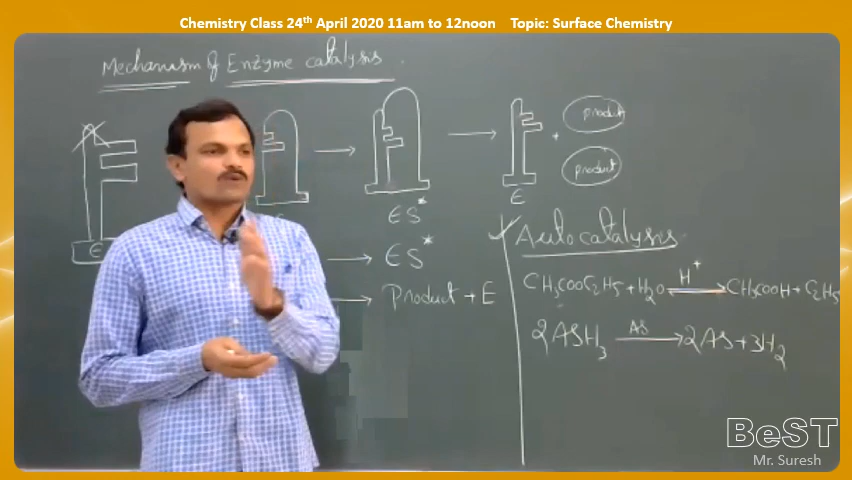 Chemistry Class 24th April 2020 11am to 12noon Topic: Surface Chemistry
Mechanism of Enzyme catalysis.
E
ES*
E
+
product
product
→ ES*
→ Product + E
✓ Autocatalysis
CH3COOC2H5 + H2O ⇌ CH3COOH + C2H5
H+
2ASH3 → 2AS + 3H2
AS
BeST
Mr. Suresh